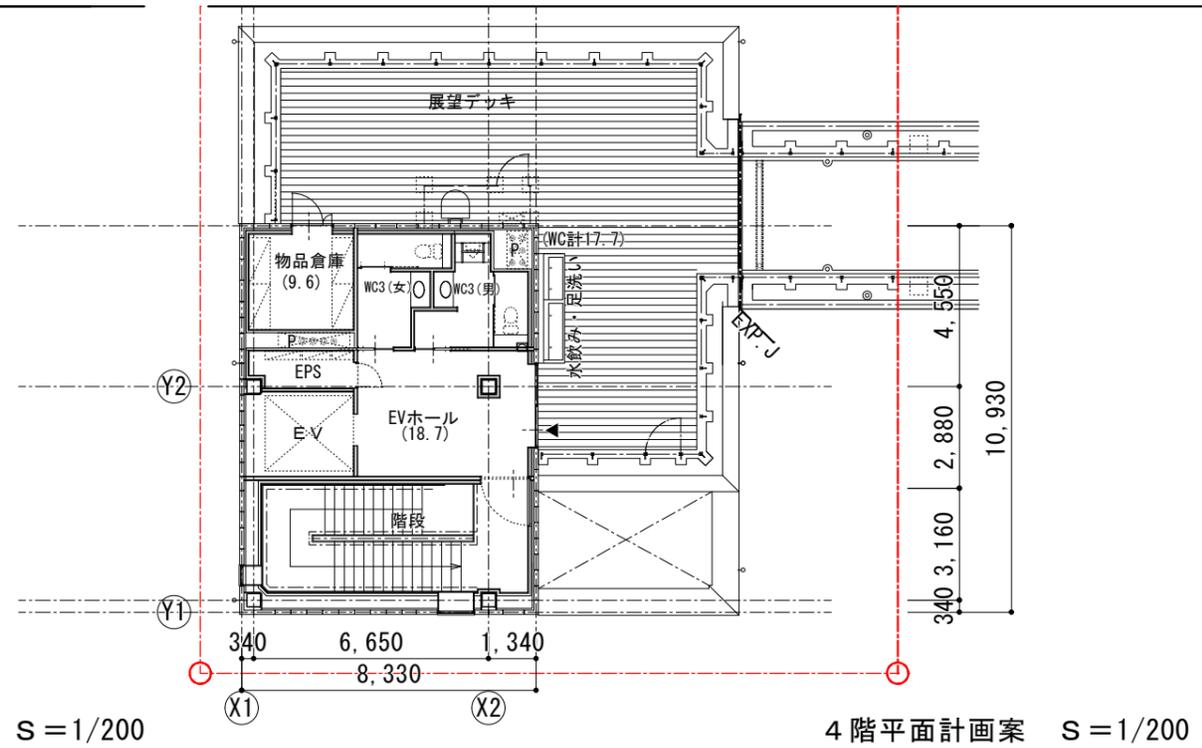 展望デッキ
(WC計17.7)
P
物品倉庫
(9.6)
WC3(女)
WC3(男)
水飲み・足洗い
EXP.J
P
EPS
EVホール
(18.7)
EV
階段
Y2
Y1
4,550
2,880
3,160
340
10,930
340
6,650
1,340
8,330
X1
X2
S=1/200
4階平面計画案 S=1/200